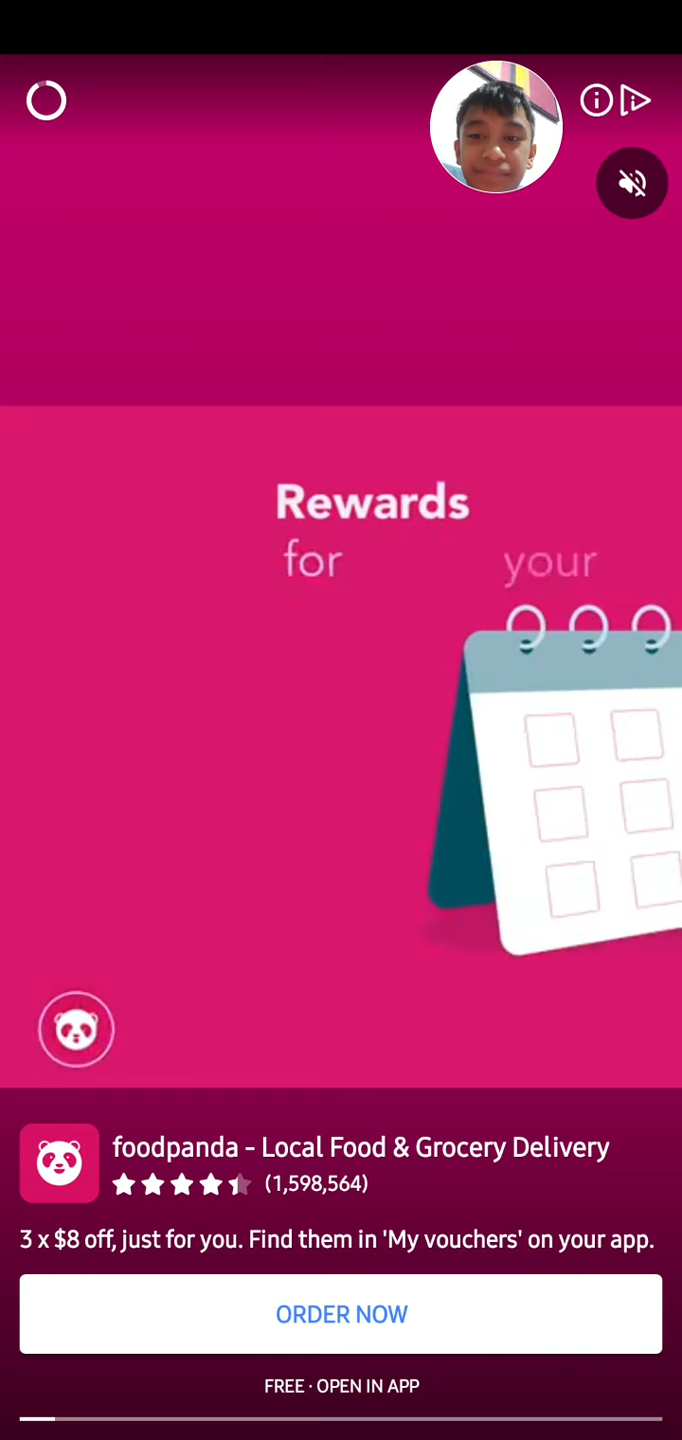 Rewards
for your
foodpanda - Local Food & Grocery Delivery
(1,598,564)
3 x $8 off, just for you. Find them in 'My vouchers' on your app.
ORDER NOW
FREE · OPEN IN APP